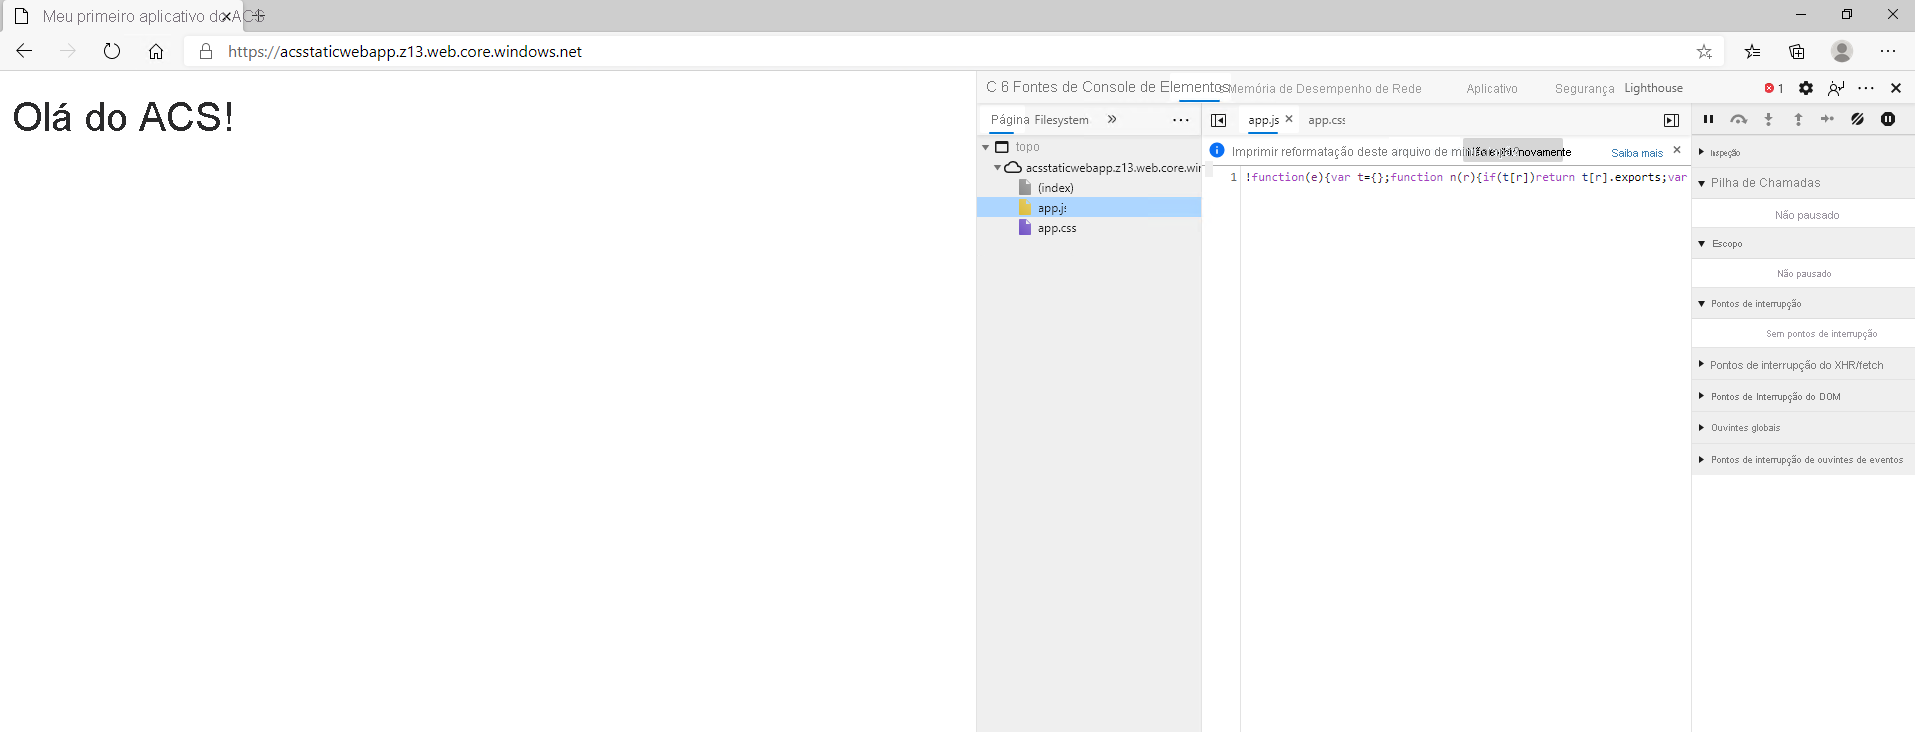 Meu primeiro aplicativo do ACS
https://acsstaticwebapp.z13.web.core.windows.net
Olá do ACS!
C 6 Fontes de Console de Elementos Memória de Desempenho de Rede Aplicativo Segurança Lighthouse 1
Página Filesystem
app.js app.css
topo
acsstaticwebapp.z13.web.core.wir
(index)
app.js
app.css
Imprimir reformatação deste arquivo de novamente Saiba mais
1 !function(e){var t={};function n(r){if(t[r])return t[r].exports;var
Inspeção
Pilha de Chamadas
Não pausado
Escopo
Não pausado
Pontos de interrupção
Sem pontos de interrupção
Pontos de interrupção do XHR/fetch
Pontos de Interrupção do DOM
Ouvintes globais
Pontos de interrupção de ouvintes de eventos